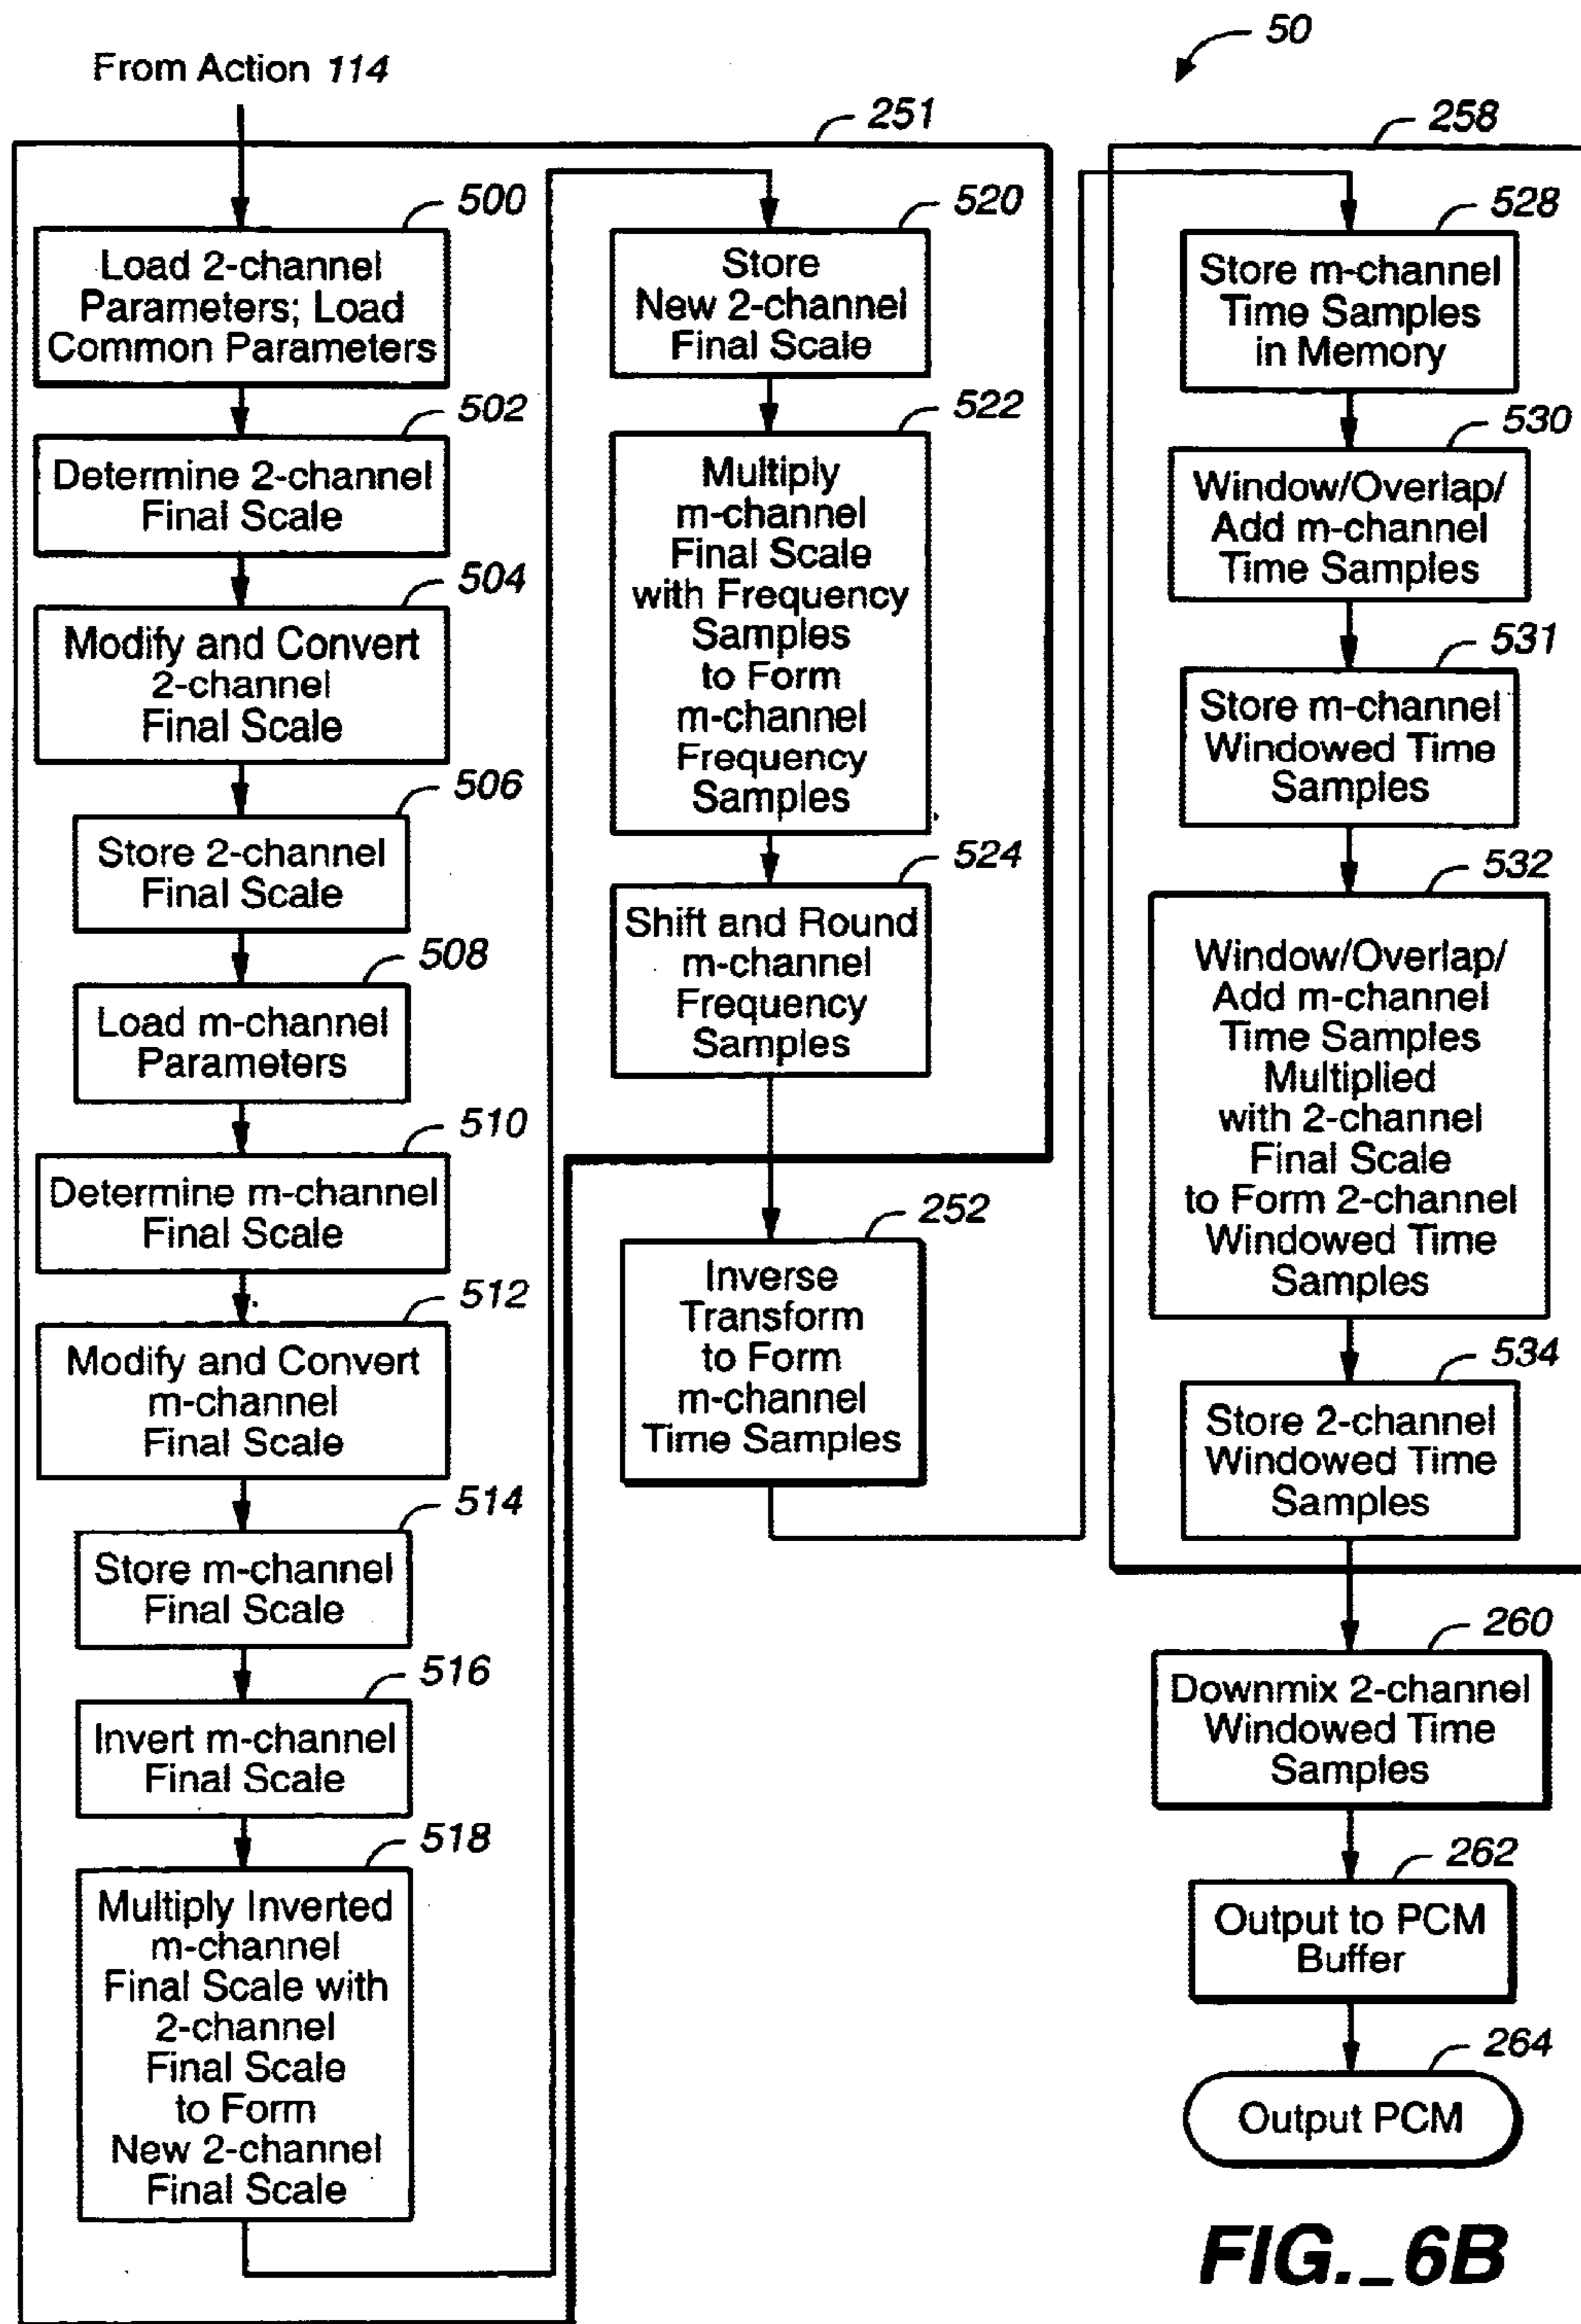 50
From Action 114
251
500
Load 2-channel
Parameters; Load
Common Parameters
502
Determine 2-channel
Final Scale
504
Modify and Convert
2-channel
Final Scale
506
Store 2-channel
Final Scale
508
Load m-channel
Parameters
510
Determine m-channel
Final Scale
512
Modify and Convert
m-channel
Final Scale
514
Store m-channel
Final Scale
516
Invert m-channel
Final Scale
518
Multiply Inverted
m-channel
Final Scale with
2-channel
Final Scale
to Form
New 2-channel
Final Scale
520
Store
New 2-channel
Final Scale
522
Multiply
m-channel
Final Scale
with Frequency
Samples
to Form
m-channel
Frequency
Samples
524
Shift and Round
m-channel
Frequency
Samples
252
Inverse
Transform
to Form
m-channel
Time Samples
258
528
Store m-channel
Time Samples
in Memory
530
Window/Overlap/
Add m-channel
Time Samples
531
Store m-channel
Windowed Time
Samples
532
Window/Overlap/
Add m-channel
Time Samples
Multiplied
with 2-channel
Final Scale
to Form 2-channel
Windowed Time
Samples
534
Store 2-channel
Windowed Time
Samples
260
Downmix 2-channel
Windowed Time
Samples
262
Output to PCM
Buffer
264
Output PCM
FIG._6B